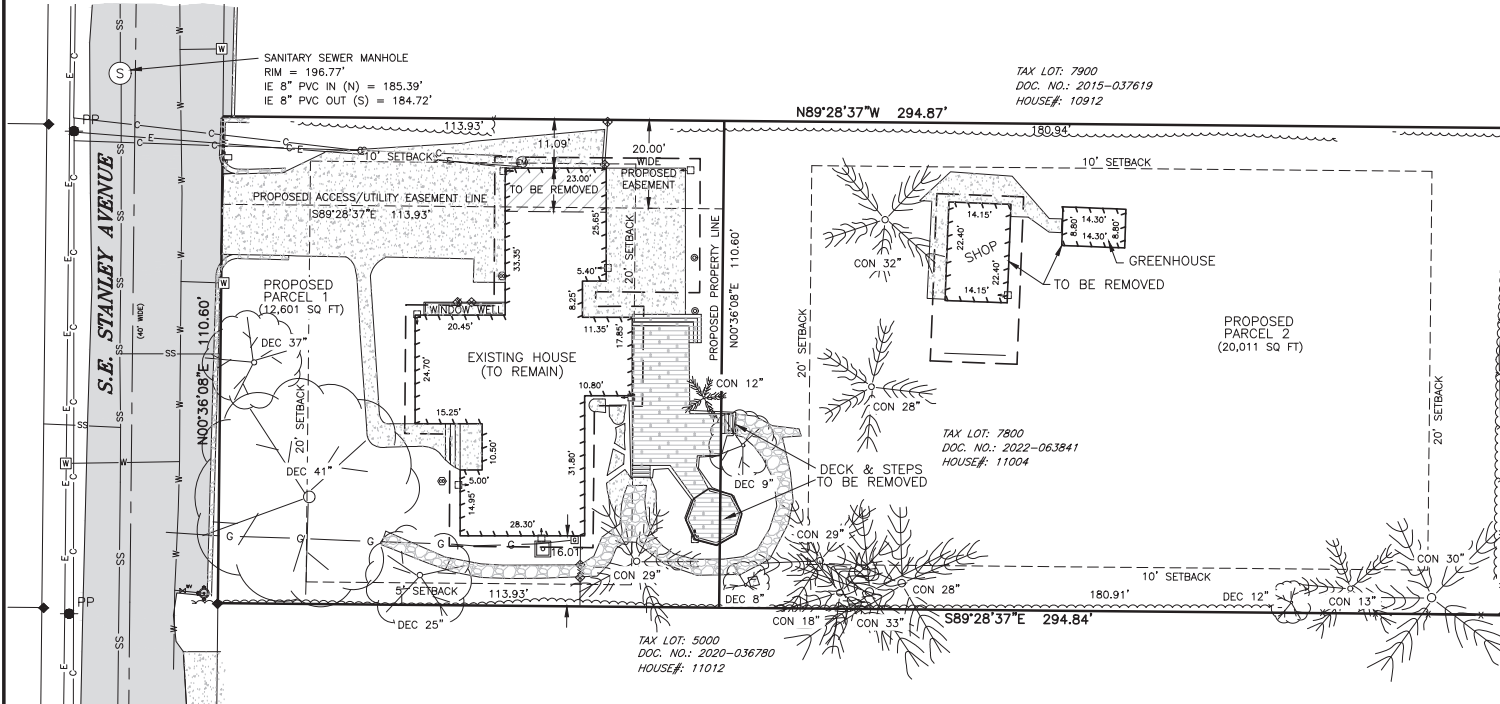 SANITARY SEWER MANHOLE
RIM = 196.77'
IE 8" PVC IN (N) = 185.39'
IE 8" PVC OUT (S) = 184.72'
TAX LOT: 7900
DOC. NO.: 2015-037619
HOUSE#: 10912
N89°28'37"W 294.87'
S
W
PP
113.93'
180.94'
11.09'
20.00'
WIDE
PROPOSED
EASEMENT
10' SETBACK
10' SETBACK
23.00'
TO BE REMOVED
PROPOSED ACCESS/UTILITY EASEMENT LINE
S89°28'37"E 113.93'
S.E. STANLEY AVENUE
(40' WIDE)
N00°36'08"E 110.60'
25.65'
33.35'
20' SETBACK
5.40'
8.25'
11.35'
17.85'
PROPOSED PROPERTY LINE
N00°36'08"E 110.60'
CON 32"
14.15'
22.40'
SHOP
22.40'
14.15'
14.30'
8.80'
8.80'
14.30'
GREENHOUSE
TO BE REMOVED
PROPOSED
PARCEL 1
(12,601 SQ FT)
WINDOW WELL
20.45'
DEC 37"
24.70'
EXISTING HOUSE
(TO REMAIN)
PROPOSED
PARCEL 2
(20,011 SQ FT)
20' SETBACK
20' SETBACK
20' SETBACK
10.80'
CON 12"
CON 28"
15.25'
10.50'
31.80'
DEC 41"
5.00'
14.95'
28.30'
16.01'
DECK & STEPS
TO BE REMOVED
DEC 9"
TAX LOT: 7800
DOC. NO.: 2022-063841
HOUSE#: 11004
G
G
G
CON 29"
CON 29"
CON 28"
CON 30"
10' SETBACK
5' SETBACK
113.93'
DEC 8"
180.91'
DEC 12"
CON 13"
PP
DEC 25"
CON 18"
CON 33"
S89°28'37"E 294.84'
TAX LOT: 5000
DOC. NO.: 2020-036780
HOUSE#: 11012